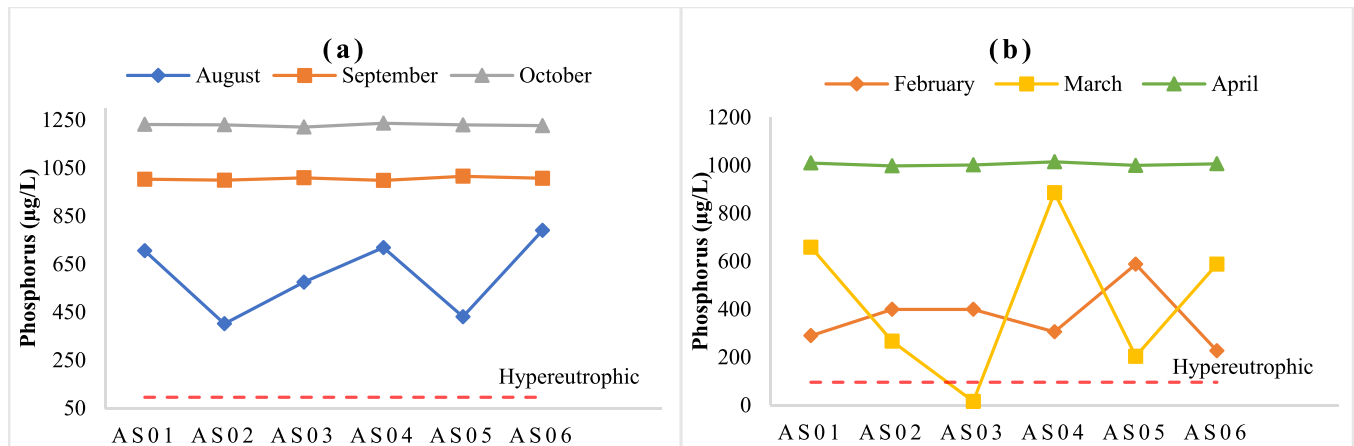 (a)
August September October
Phosphorus (µg/L)
1250
1050
850
650
450
250
50
Hypereutrophic
AS01 AS02 AS03 AS04 AS05 AS06
(b)
February March April
Phosphorus (µg/L)
1200
1000
800
600
400
200
0
Hypereutrophic
AS01 AS02 AS03 AS04 AS05 AS06